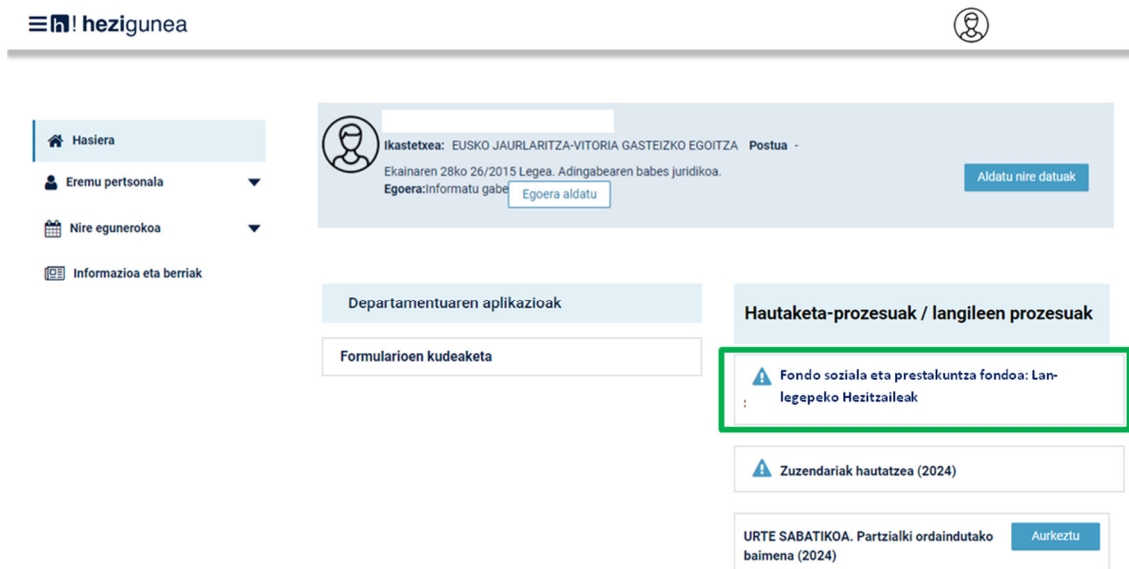 h! hezigunea
Hasiera
Eremu pertsonala
Nire egunerokoa
Informazioa eta berriak
Ikastetxea: EUSKO JAURLARITZA-VITORIA GASTEIZKO EGOITZA Postua -
Ekainaren 28ko 26/2015 Legea. Adingabearen babes juridikoa.
Egoera:Informatu gabe Egoera aldatu
Aldatu nire datuak
Departamentuaren aplikazioak
Formularioen kudeaketa
Hautaketa-prozesuak / langileen prozesuak
Fondo soziala eta prestakuntza fondoa: Lan-
legepeko Hezitzaileak
Zuzendariak hautatzea (2024)
URTE SABATIKOA. Partzialki ordaindutako
baimena (2024)
Aurkeztu